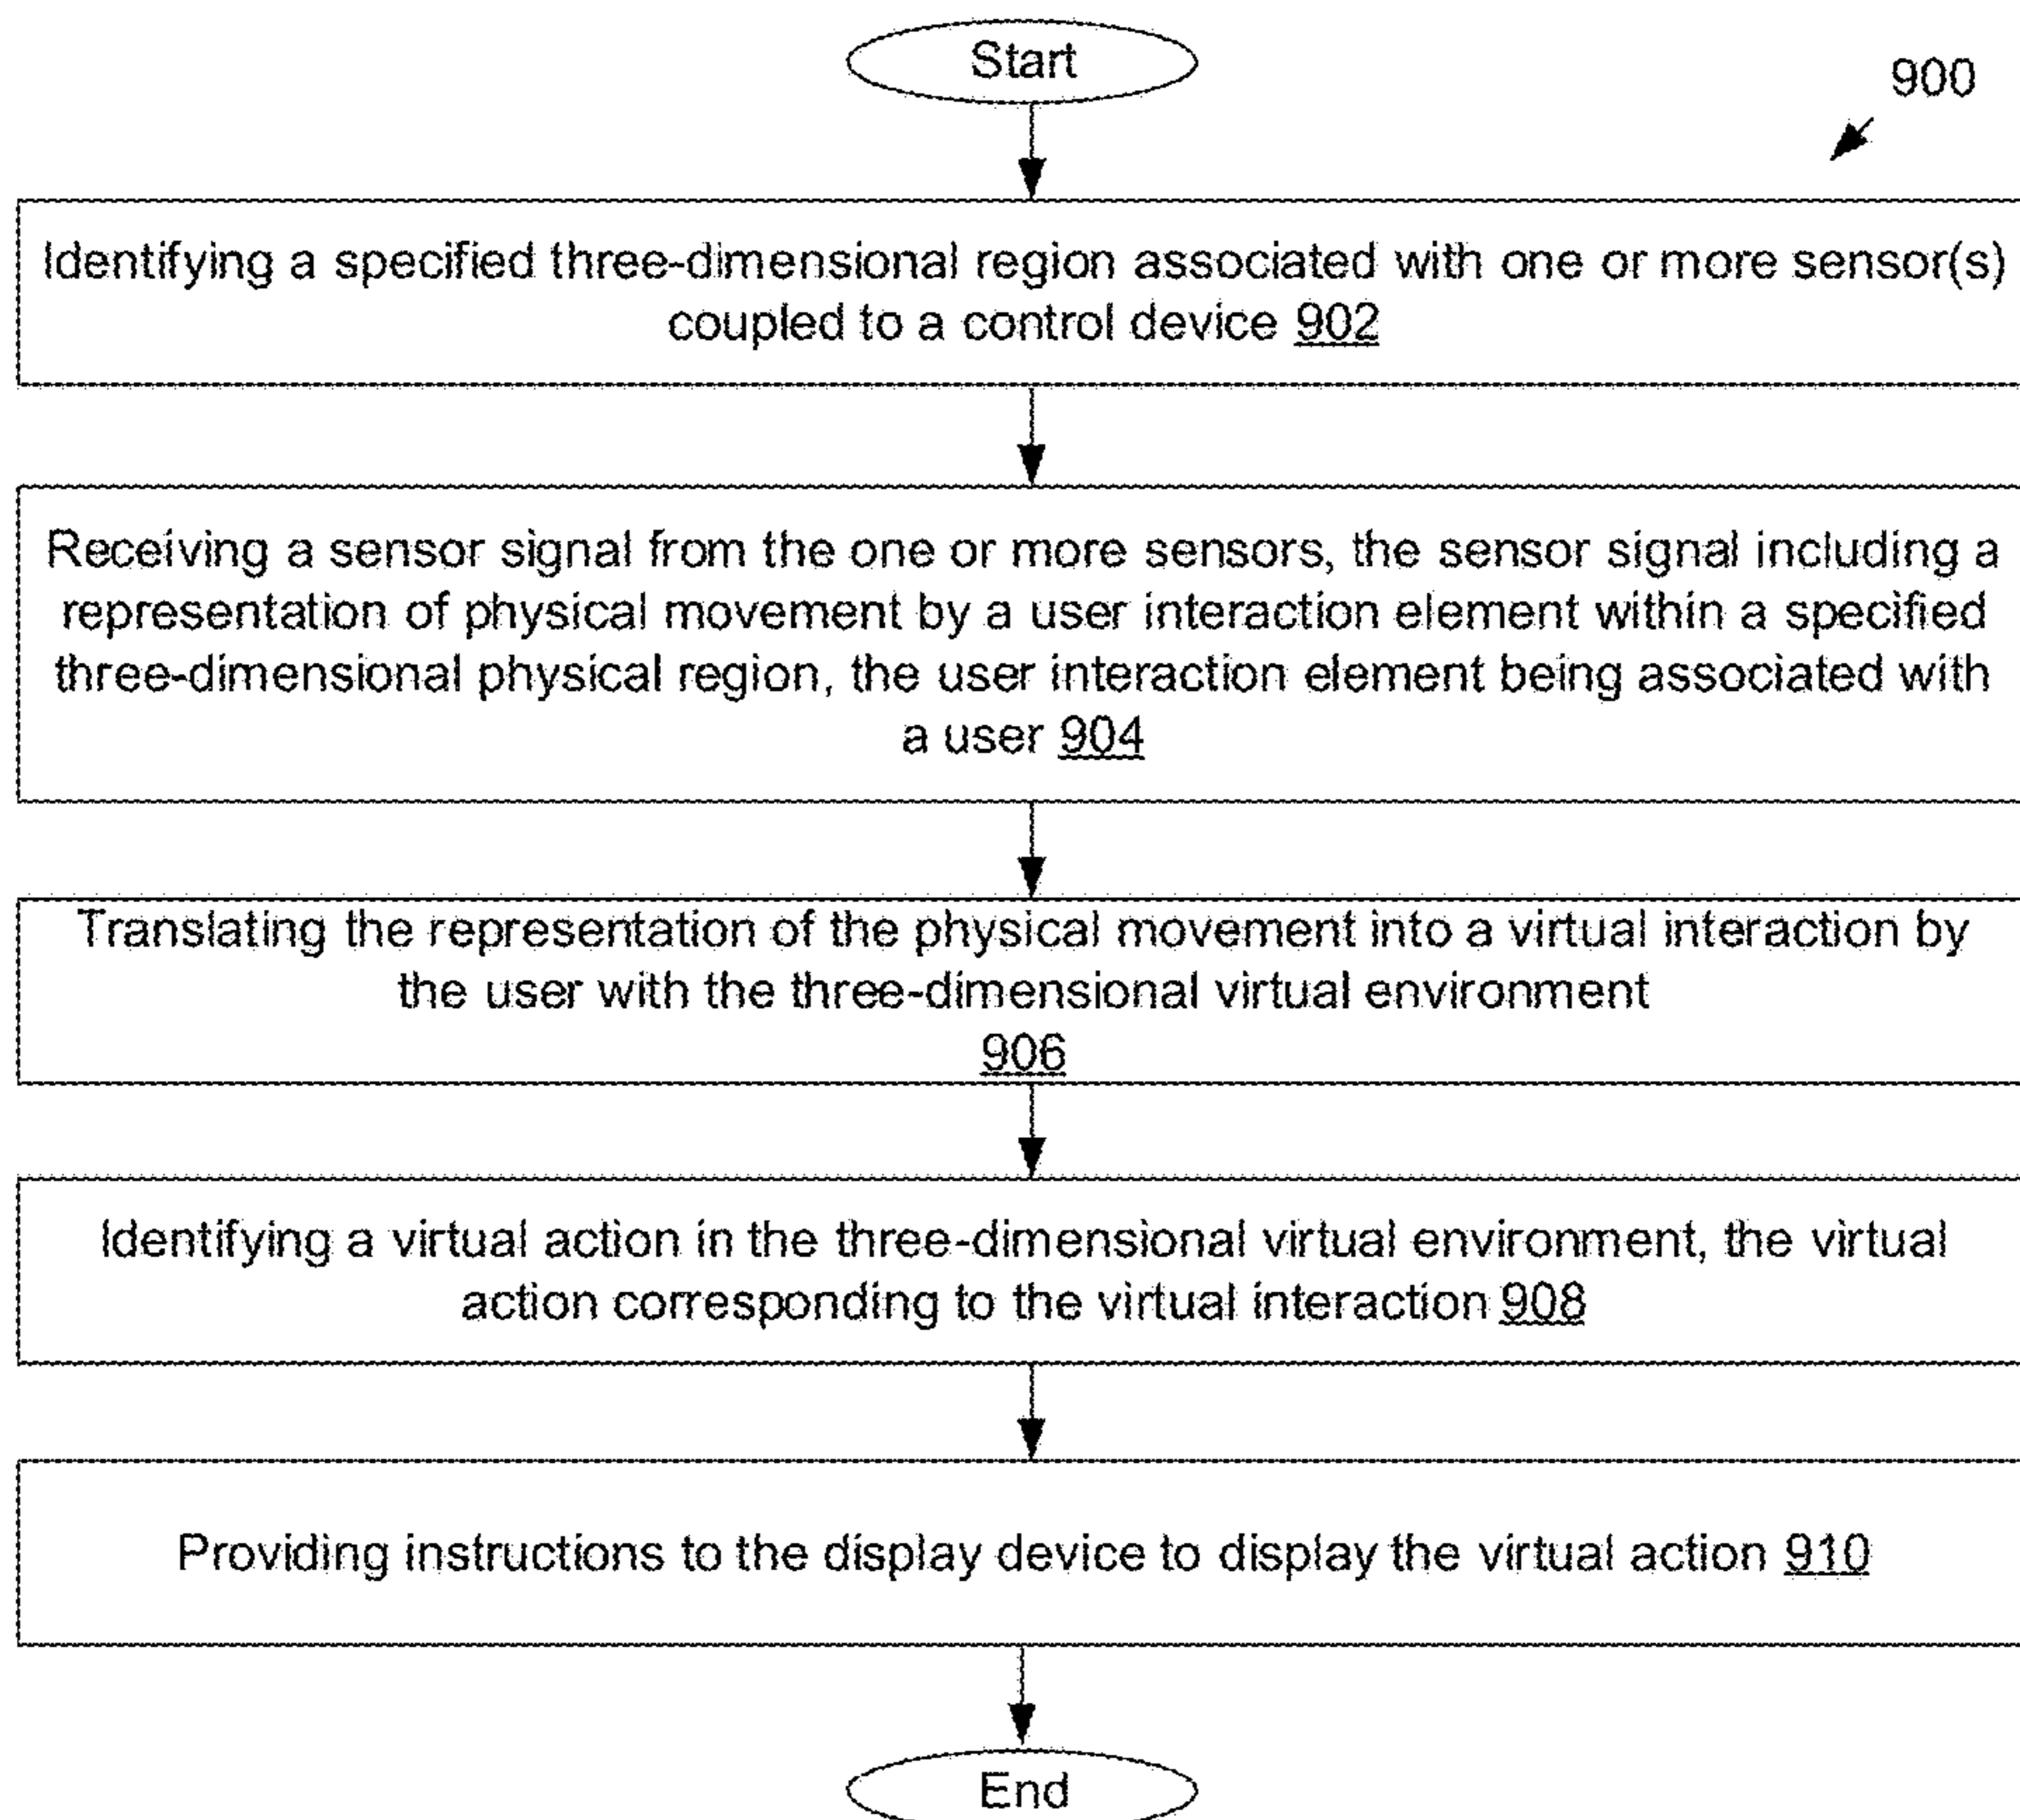 Start
900
Identifying a specified three-dimensional region associated with one or more sensor(s)
coupled to a control device 902
Receiving a sensor signal from the one or more sensors, the sensor signal including a
representation of physical movement by a user interaction element within a specified
three-dimensional physical region, the user interaction element being associated with
a user 904
Translating the representation of the physical movement into a virtual interaction by
the user with the three-dimensional virtual environment
906
Identifying a virtual action in the three-dimensional virtual environment, the virtual
action corresponding to the virtual interaction 908
Providing instructions to the display device to display the virtual action 910
End